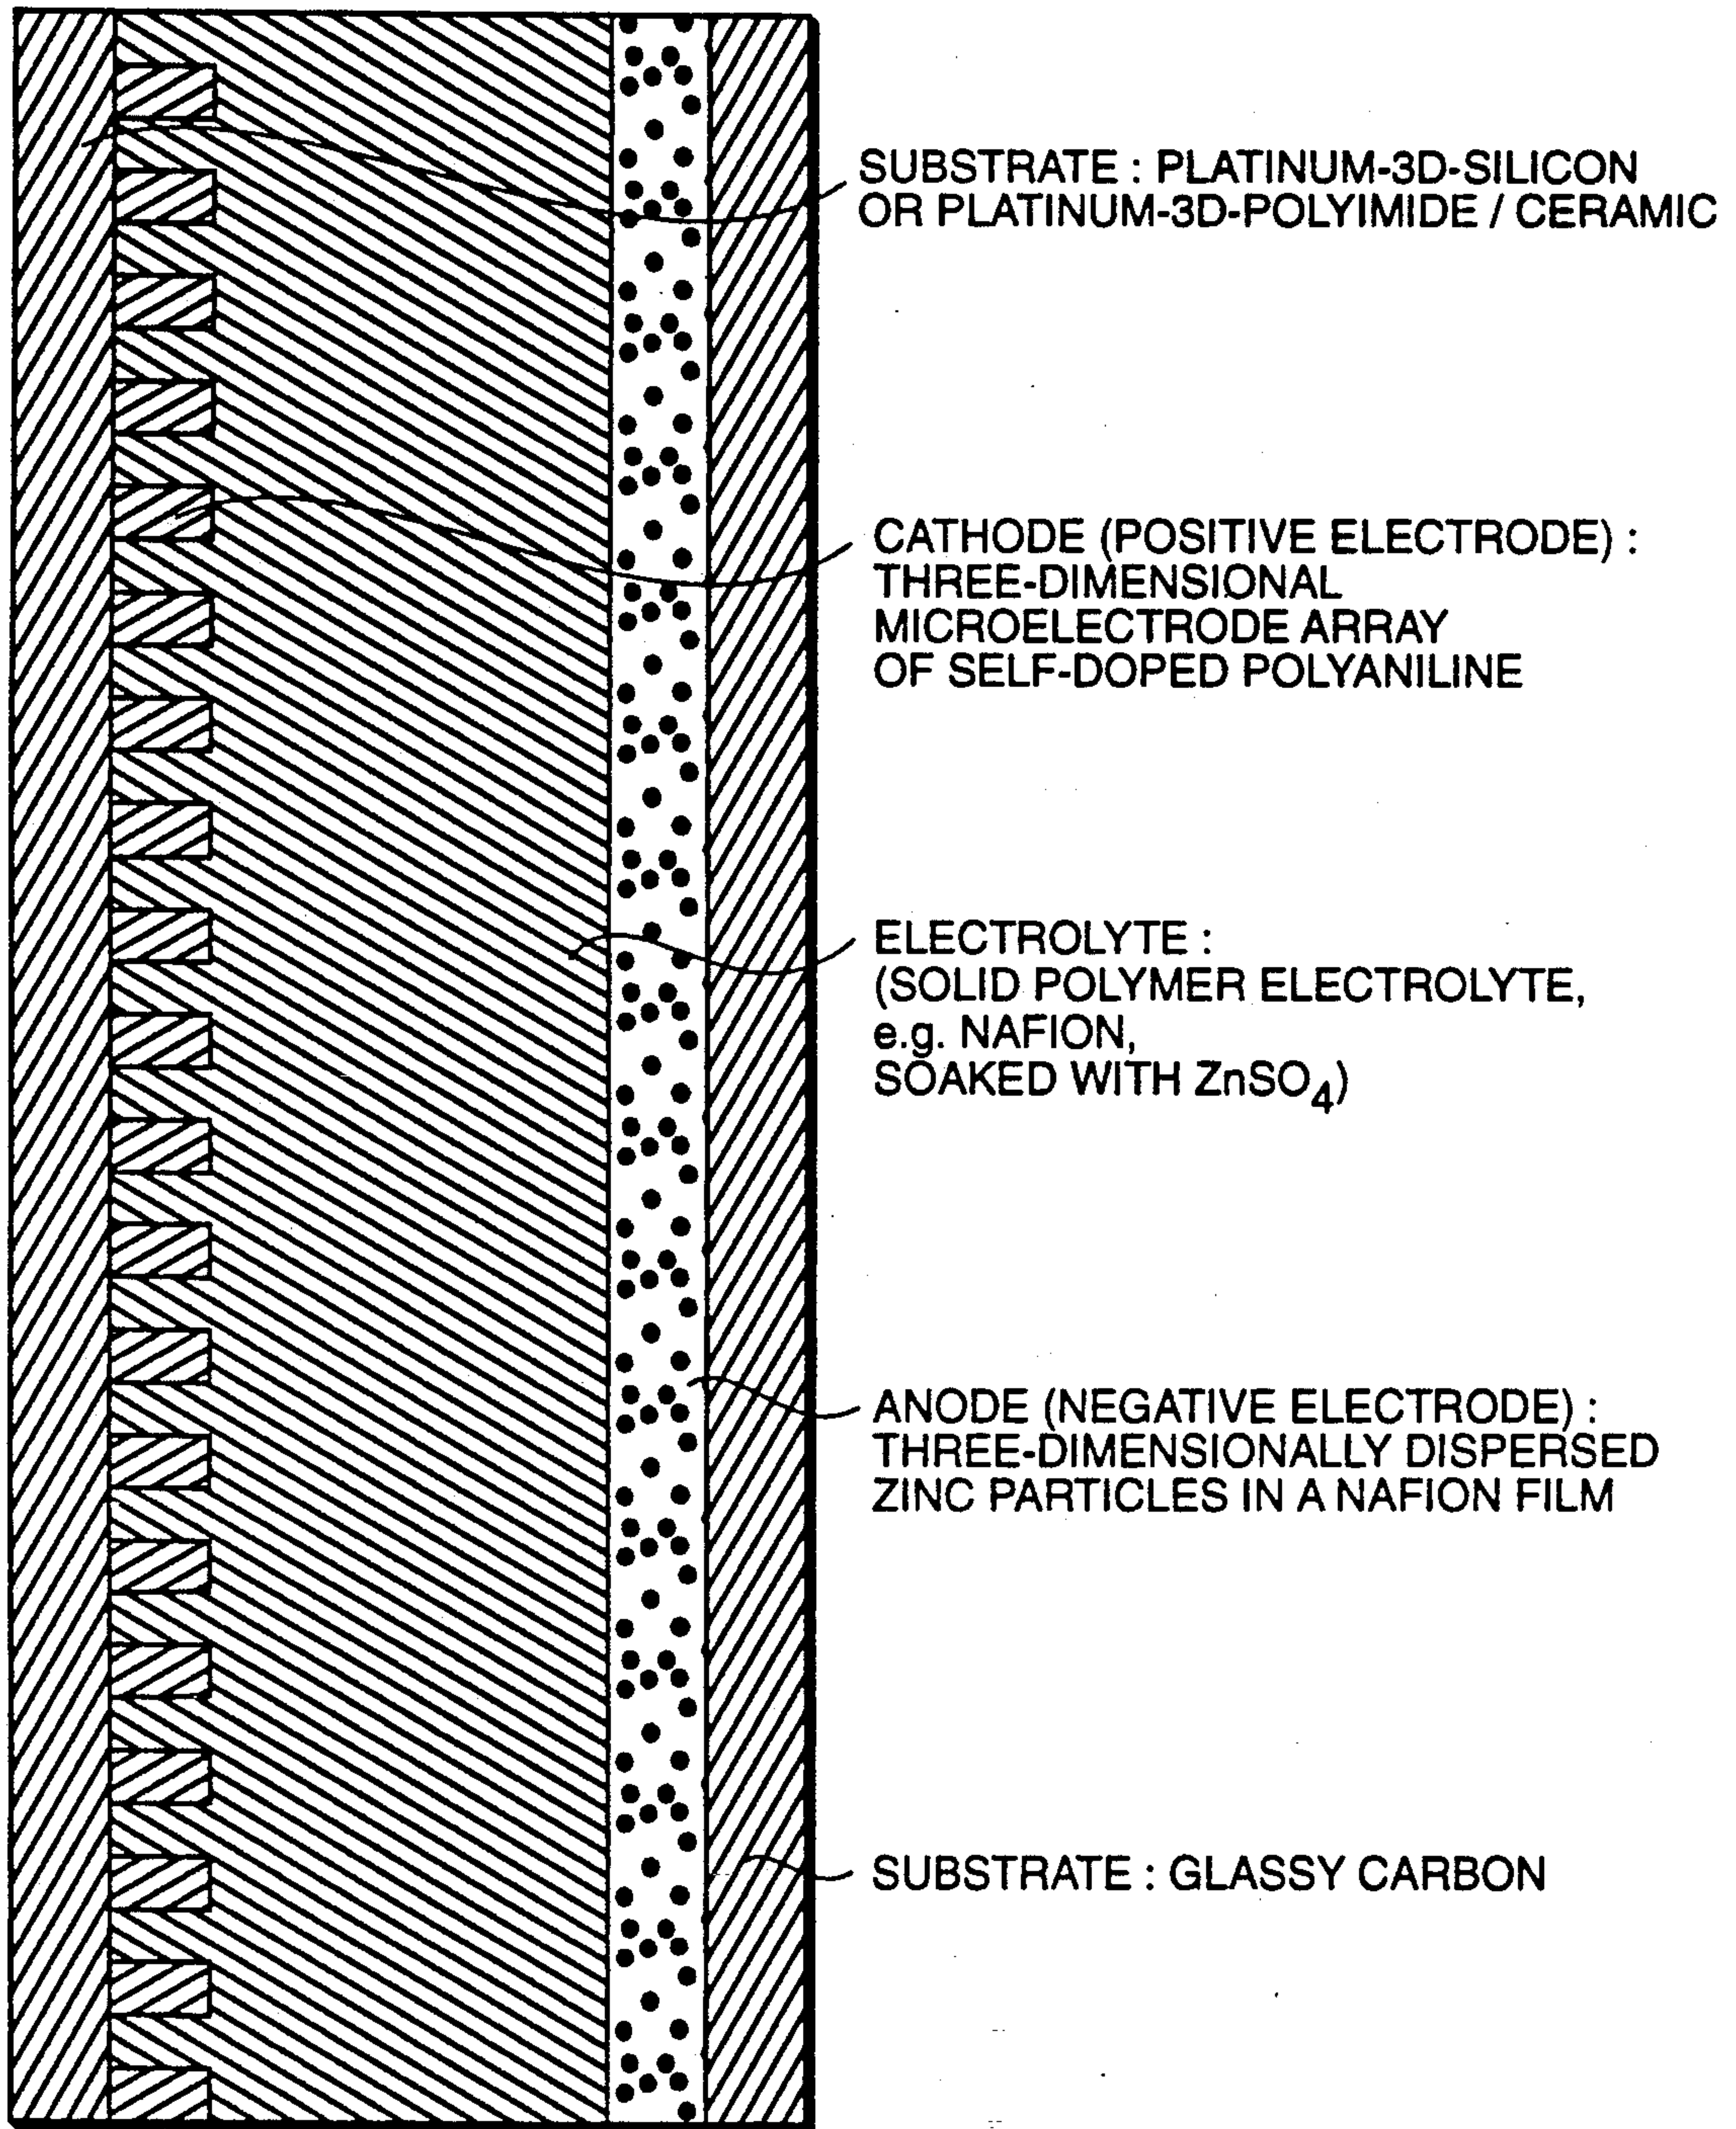 SUBSTRATE : PLATINUM-3D-SILICON
OR PLATINUM-3D-POLYIMIDE / CERAMIC
CATHODE (POSITIVE ELECTRODE) :
THREE-DIMENSIONAL
MICROELECTRODE ARRAY
OF SELF-DOPED POLYANILINE
ELECTROLYTE :
(SOLID POLYMER ELECTROLYTE,
e.g. NAFION,
SOAKED WITH ZnSO₄)
ANODE (NEGATIVE ELECTRODE) :
THREE-DIMENSIONALLY DISPERSED
ZINC PARTICLES IN A NAFION FILM
SUBSTRATE : GLASSY CARBON